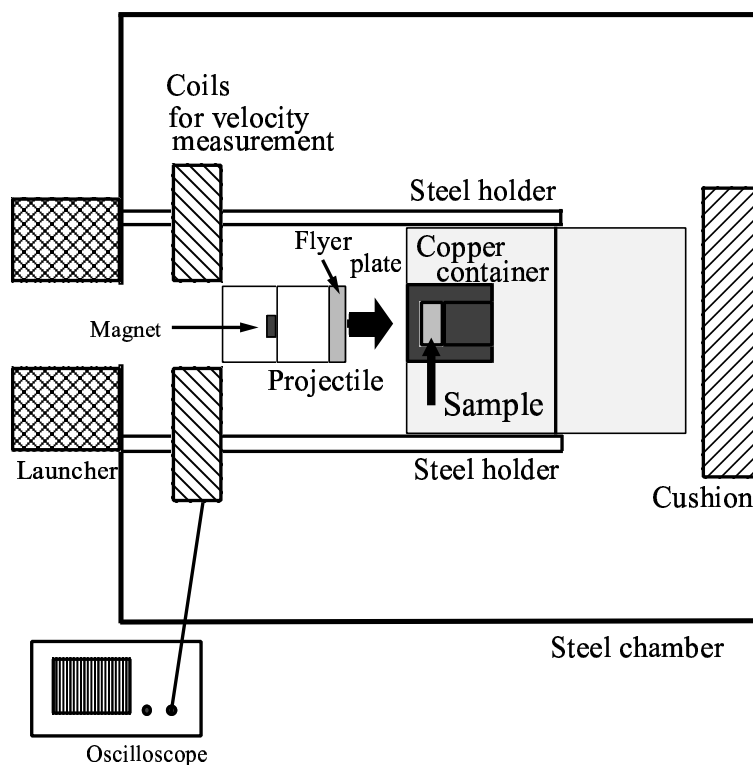 Coils
for velocity
measurement
Steel holder
Flyer
plate
Copper
container
Magnet
Projectile
Sample
Launcher
Steel holder
Cushion
Steel chamber
Oscilloscope